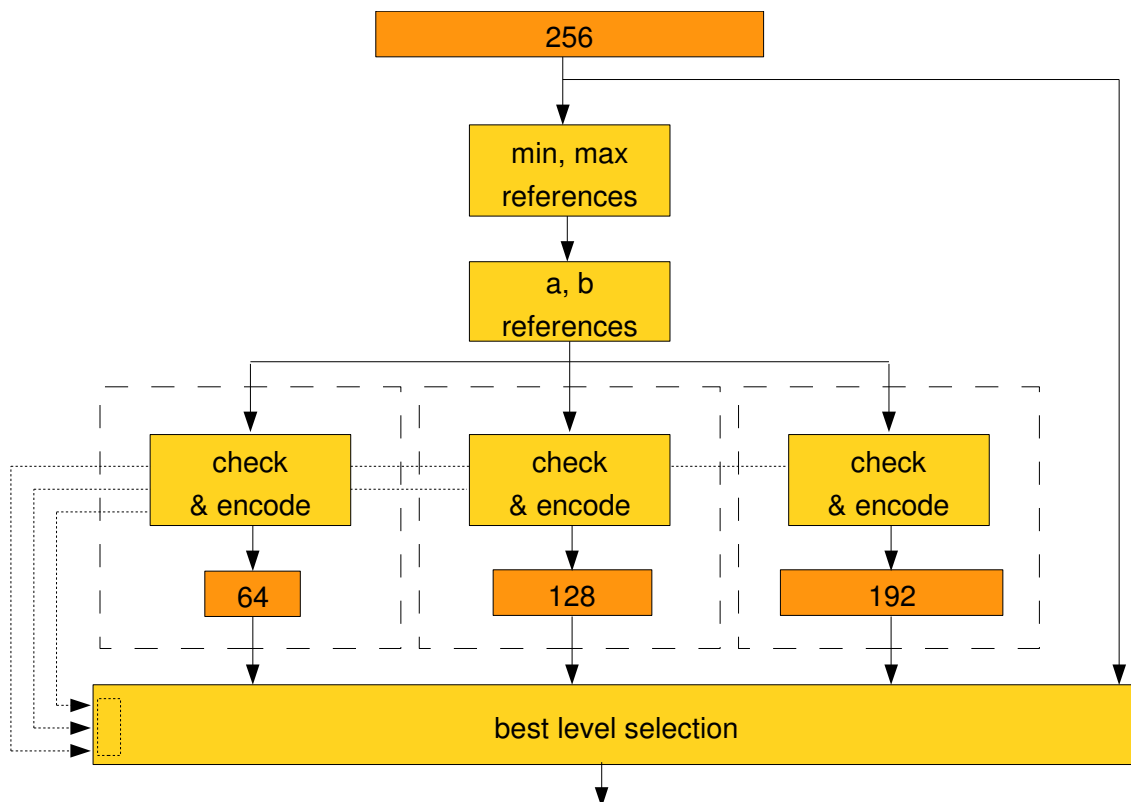 256
min, max
references
a, b
references
check
& encode
check
& encode
check
& encode
64
128
192
best level selection